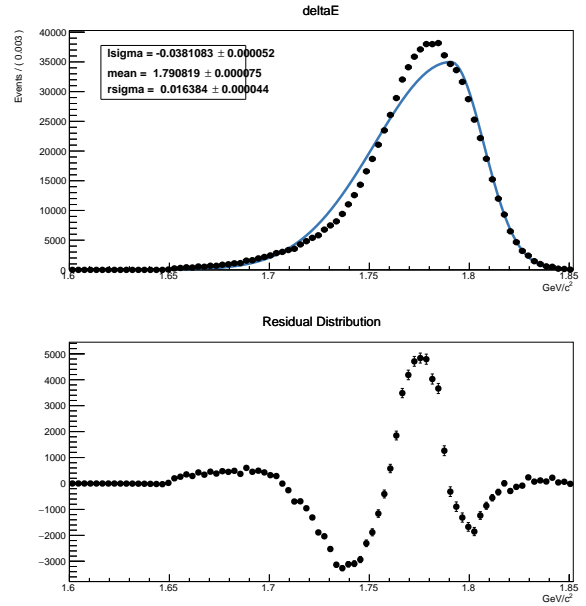 deltaE
Events / ( 0.003 )
40000
35000
30000
25000
20000
15000
10000
5000
0
lsigma = -0.0381083 ± 0.000052
mean = 1.790819 ± 0.000075
rsigma = 0.016384 ± 0.000044
1.6 1.65 1.7 1.75 1.8 1.85
GeV/c²
Residual Distribution
5000
4000
3000
2000
1000
0
−1000
−2000
−3000
1.6 1.65 1.7 1.75 1.8 1.85
GeV/c²